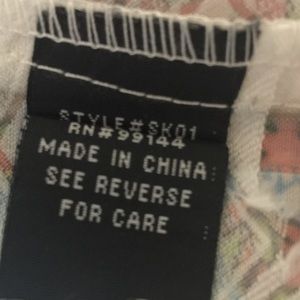 STYLE#SK01
RN#99144
MADE IN CHINA
SEE REVERSE
FOR CARE